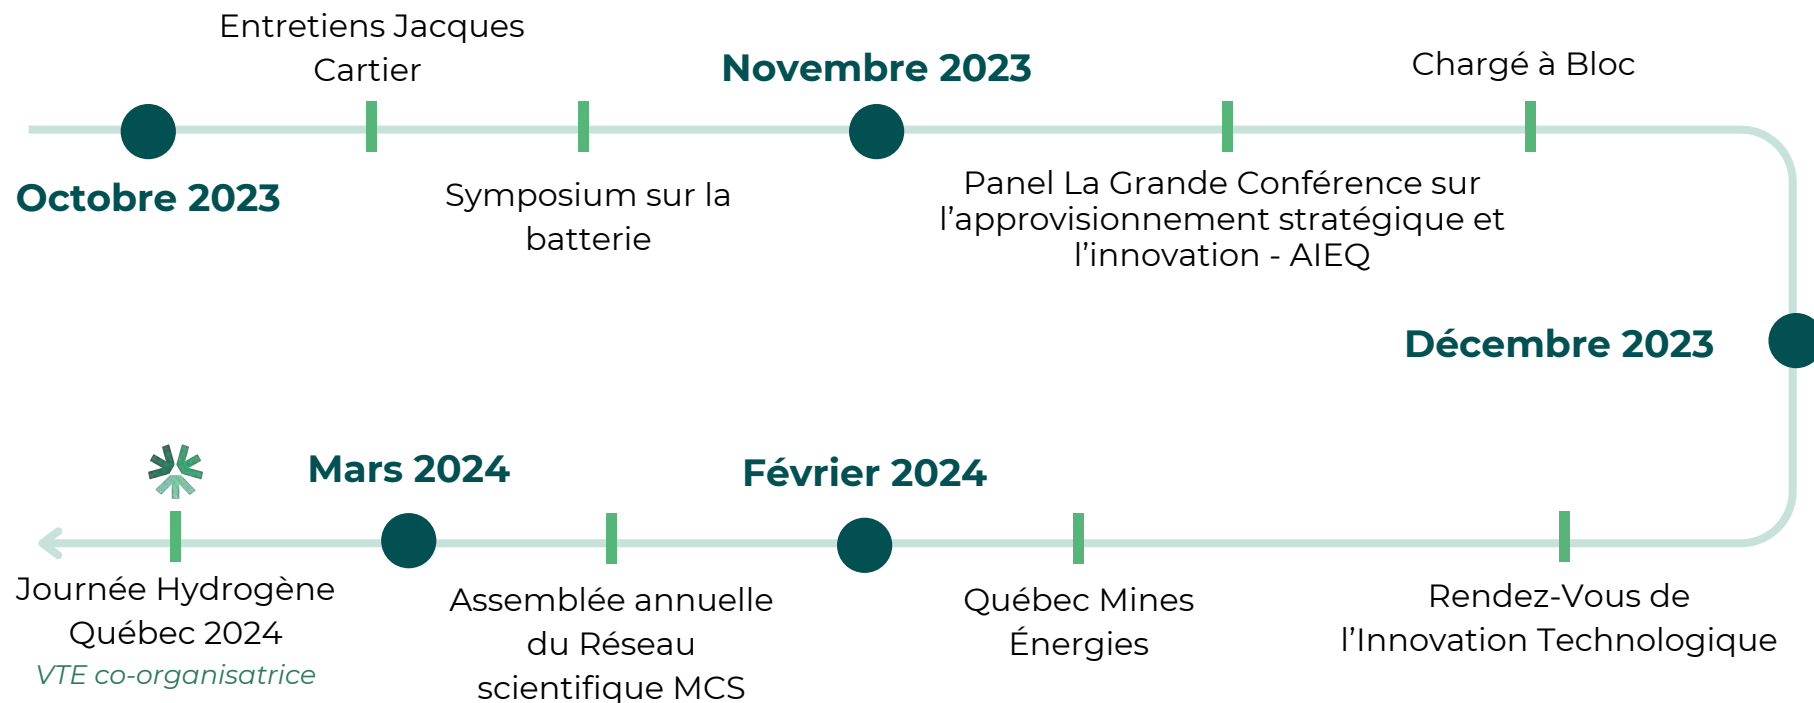 Entretiens Jacques
Cartier
Octobre 2023
Symposium sur la
batterie
Novembre 2023
Panel La Grande Conférence sur
l’approvisionnement stratégique et
l’innovation - AIEQ
Chargé à Bloc
Décembre 2023
Rendez-Vous de
l’Innovation Technologique
Québec Mines
Énergies
Février 2024
Assemblée annuelle
du Réseau
scientifique MCS
Mars 2024
Journée Hydrogène
Québec 2024
VTE co-organisatrice